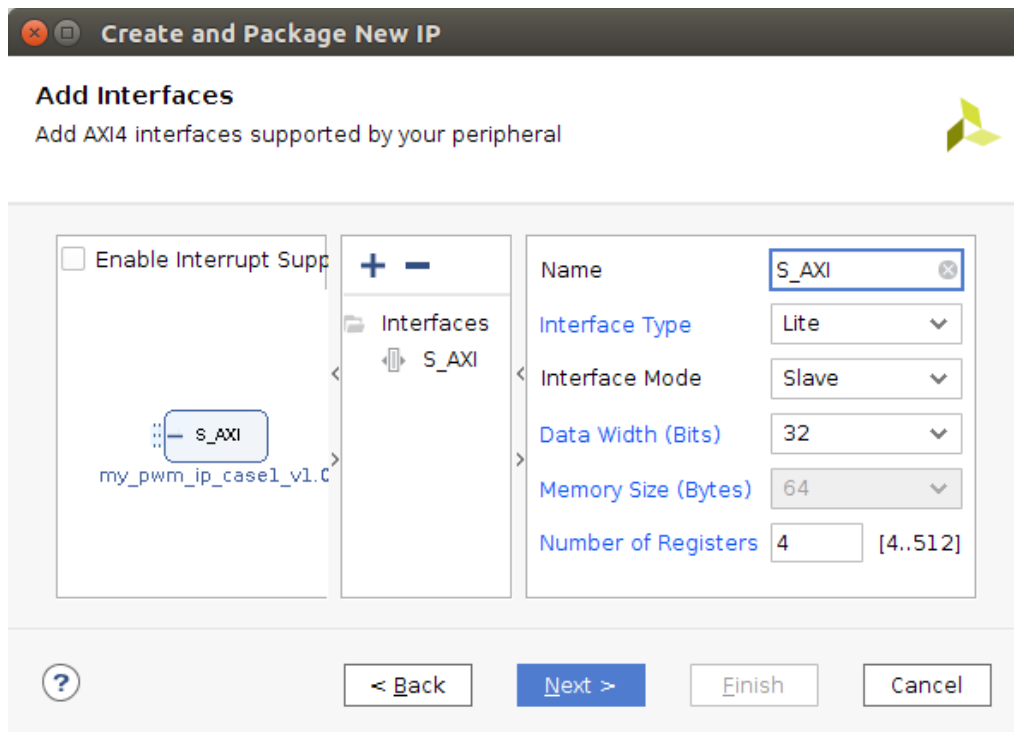 Create and Package New IP
Add Interfaces
Add AXI4 interfaces supported by your peripheral
Enable Interrupt Supp
S_AXI
my_pwm_ip_case1_v1.0
Interfaces
S_AXI
Name S_AXI
Interface Type Lite
Interface Mode Slave
Data Width (Bits) 32
Memory Size (Bytes) 64
Number of Registers 4 [4..512]
?
< Back
Next >
Finish
Cancel